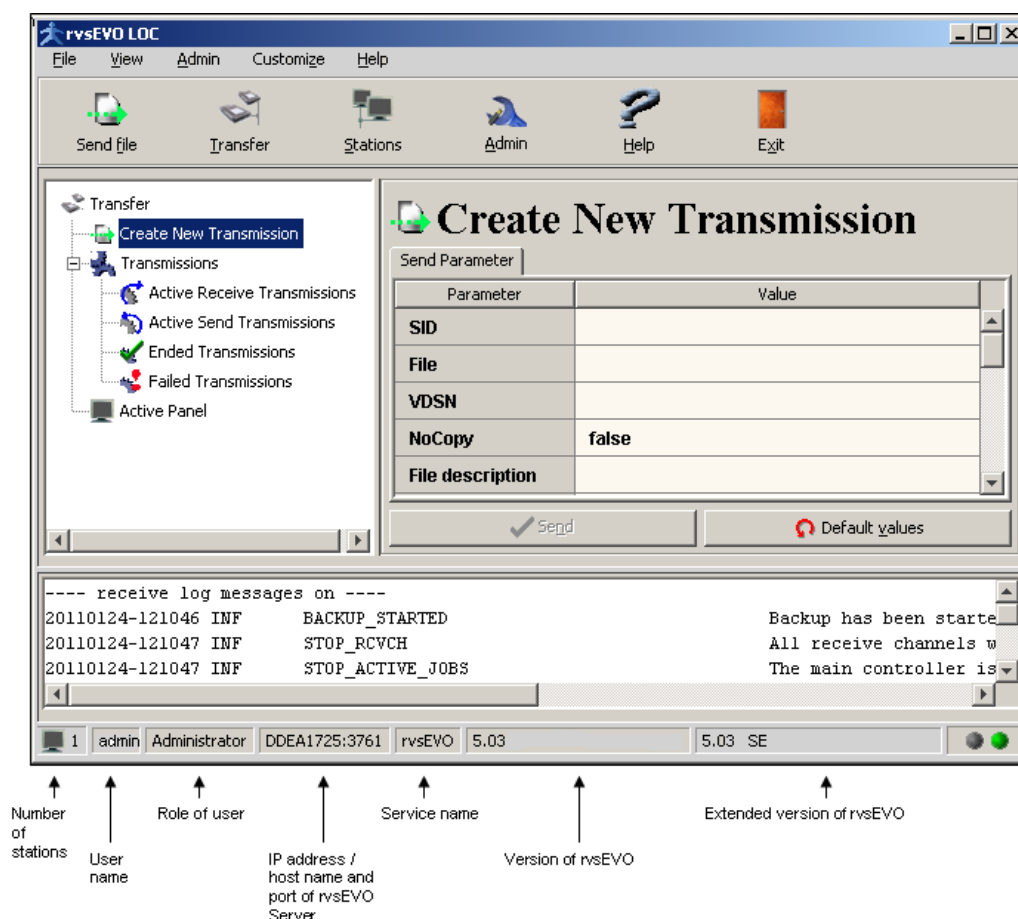 rvsEVO LOC
File View Admin Customize Help
Send file Transfer Stations Admin Help Exit
Transfer
Create New Transmission
Transmissions
Active Receive Transmissions
Active Send Transmissions
Ended Transmissions
Failed Transmissions
Active Panel
Create New Transmission
Send Parameter
Parameter Value
SID
File
VDSN
NoCopy false
File description
Send Default values
---- receive log messages on ----
20110124-121046 INF BACKUP_STARTED Backup has been starte
20110124-121047 INF STOP_RCVCH All receive channels w
20110124-121047 INF STOP_ACTIVE_JOBS The main controller is
1 admin Administrator DDEA1725:3761 rvsEVO 5.03 5.03 SE
Number
of
stations
User
name
Role of user
IP address /
host name and
port of rvsEVO
Server
Service name
Version of rvsEVO
Extended version of rvsEVO